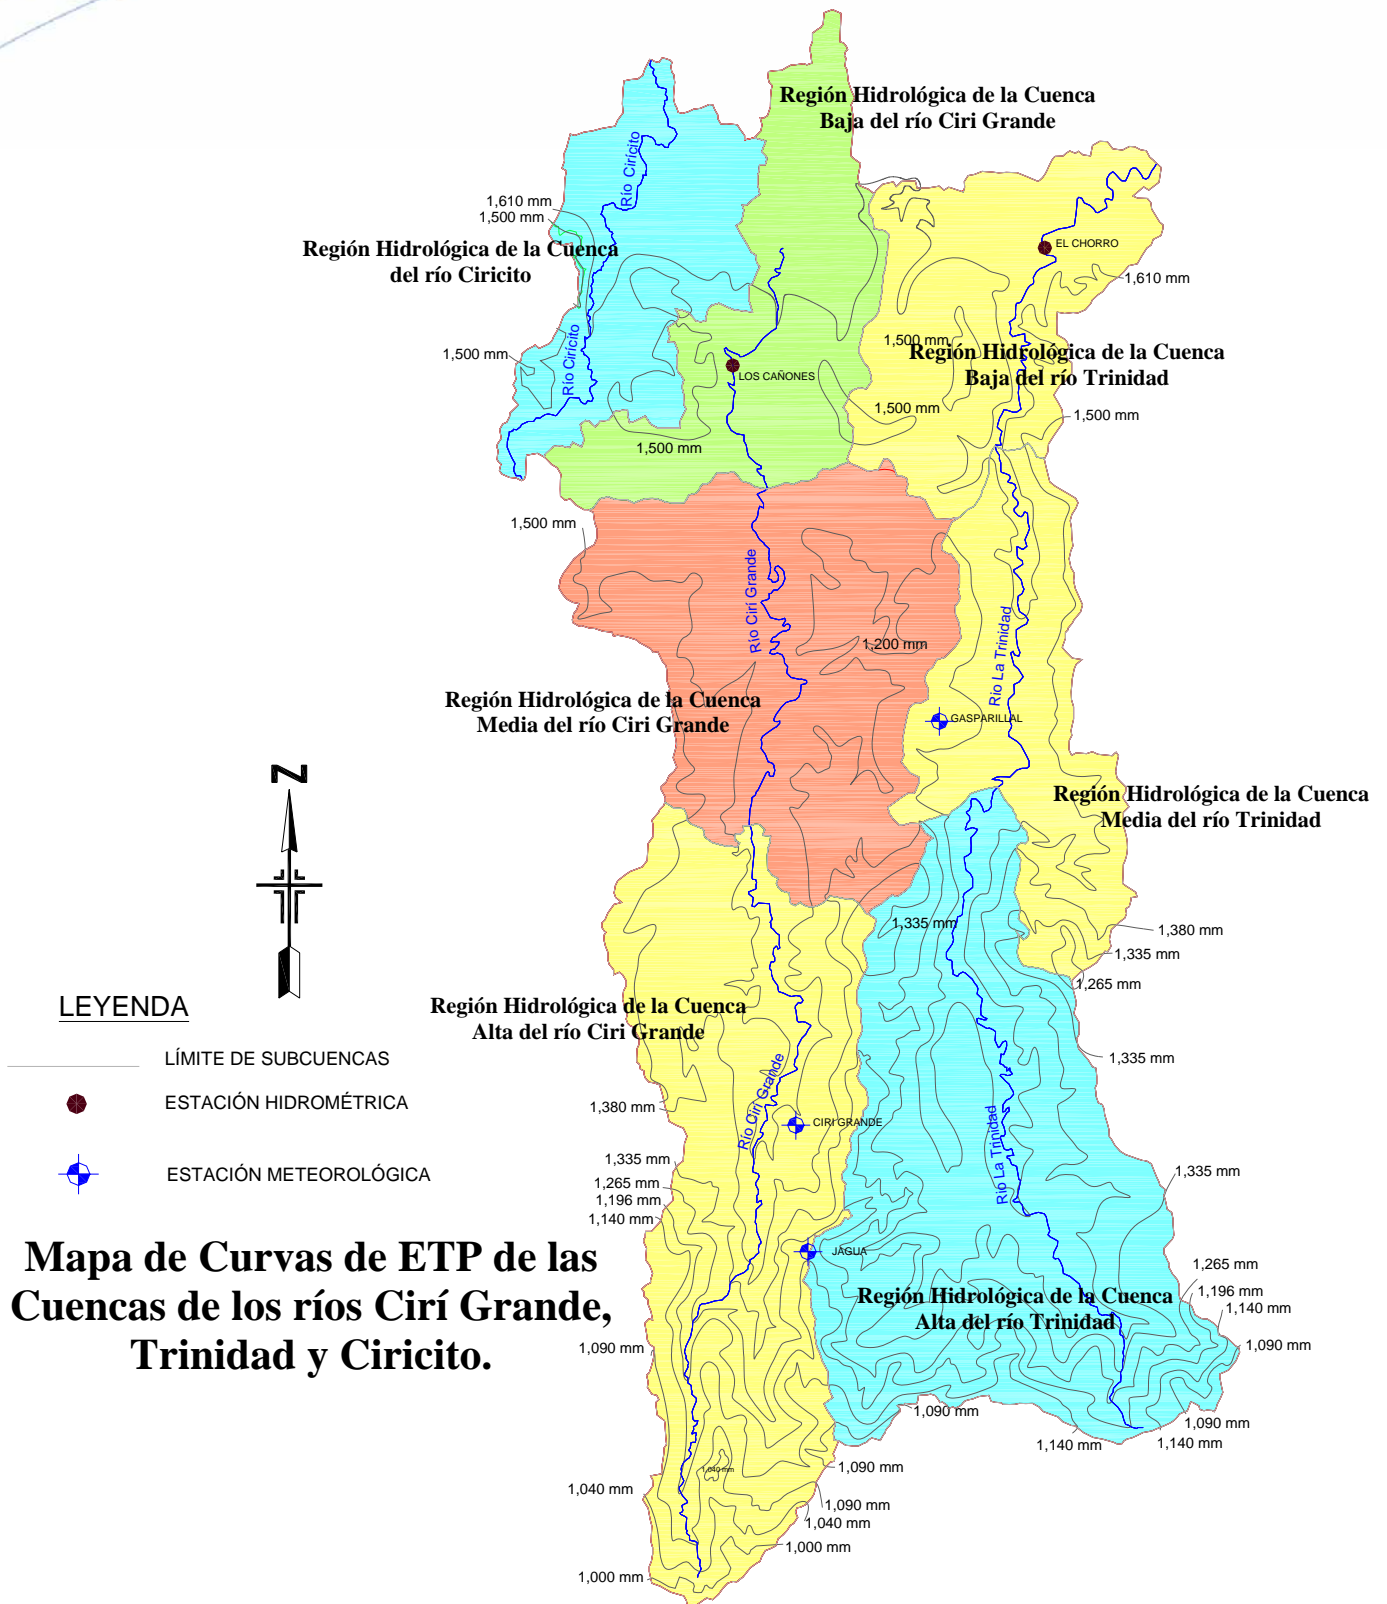 Región Hidrológica de la Cuenca
Baja del río Ciri Grande
Río Ciricito
1,610 mm
1,500 mm
Región Hidrológica de la Cuenca
del río Ciricito
EL CHORRO
1,610 mm
1,500 mm
Río Ciricito
1,500 mm
Región Hidrológica de la Cuenca
Baja del río Trinidad
LOS CAÑONES
1,500 mm
1,500 mm
1,500 mm
1,500 mm
Río Cirí Grande
1,200 mm
Río La Trinidad
Región Hidrológica de la Cuenca
Media del río Ciri Grande
GASPARILLAL
N
Región Hidrológica de la Cuenca
Media del río Trinidad
1,335 mm
1,380 mm
1,335 mm
1,265 mm
LEYENDA
LÍMITE DE SUBCUENCAS
ESTACIÓN HIDROMÉTRICA
ESTACIÓN METEOROLÓGICA
Región Hidrológica de la Cuenca
Alta del río Ciri Grande
1,335 mm
Río Ciri Grande
1,380 mm
CIRI GRANDE
Río La Trinidad
1,335 mm
1,265 mm
1,196 mm
1,140 mm
1,335 mm
JAGUA
Mapa de Curvas de ETP de las
Cuencas de los ríos Cirí Grande,
Trinidad y Ciricito.
1,265 mm
1,196 mm
1,140 mm
1,090 mm
Región Hidrológica de la Cuenca
Alta del río Trinidad
1,090 mm
1,090 mm
1,090 mm
1,140 mm
1,140 mm
1,090 mm
1,040 mm
1,040 mm
1,090 mm
1,040 mm
1,000 mm
1,000 mm